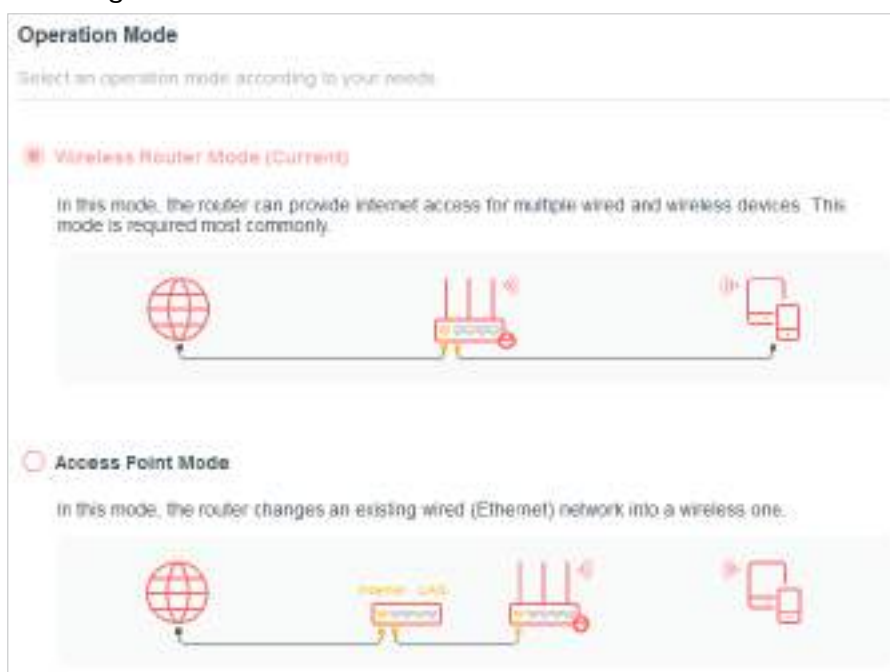 Operation Mode
Select an operation mode according to your needs.
Wireless Router Mode (Current)
In this mode, the router can provide internet access for multiple wired and wireless devices. This
mode is required most commonly.
Access Point Mode
In this mode, the router changes an existing wired (Ethernet) network into a wireless one.
Internet LAN